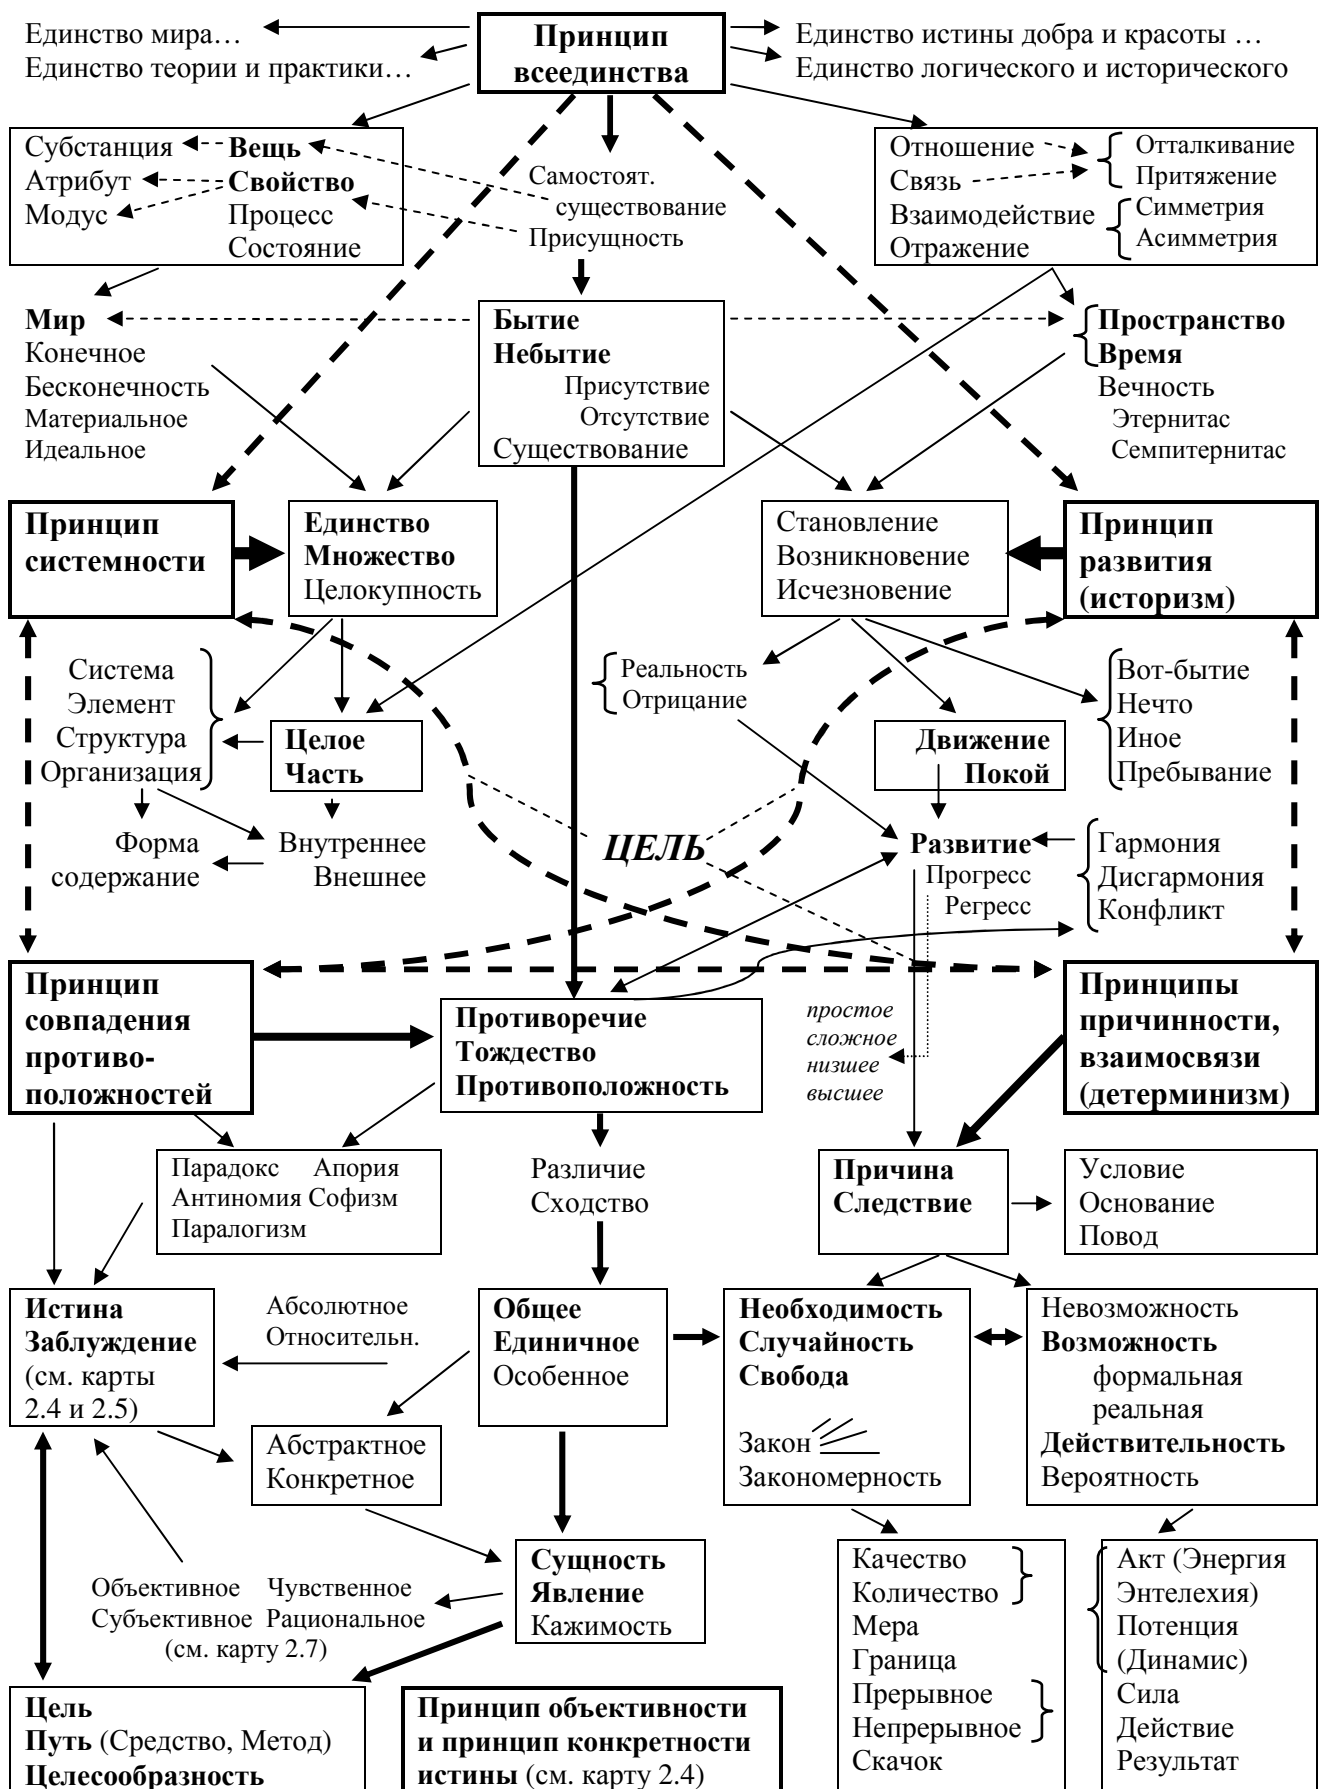 Единство мира…
Единство теории и практики…
Принцип
всеединства
Единство истины добра и красоты …
Единство логического и исторического
Субстанция
Атрибут
Модус
Вещь
Свойство
Процесс
Состояние
Самостоят.
существование
Присущность
Отношение
Связь
Взаимодействие
Отражение
Отталкивание
Притяжение
Симметрия
Асимметрия
Мир
Конечное
Бесконечность
Материальное
Идеальное
Бытие
Небытие
Присутствие
Отсутствие
Существование
Пространство
Время
Вечность
Этернитас
Семпитернитас
Принцип
системности
Единство
Множество
Целокупность
Становление
Возникновение
Исчезновение
Принцип
развития
(историзм)
Система
Элемент
Структура
Организация
Целое
Часть
Реальность
Отрицание
Движение
Покой
Вот-бытие
Нечто
Иное
Пребывание
Форма
содержание
Внутреннее
Внешнее
ЦЕЛЬ
Развитие
Прогресс
Регресс
Гармония
Дисгармония
Конфликт
Принцип
совпадения
противо-
положностей
Противоречие
Тождество
Противоположность
простое
сложное
низшее
высшее
Принципы
причинности,
взаимосвязи
(детерминизм)
Парадокс Апория
Антиномия Софизм
Паралогизм
Различие
Сходство
Причина
Следствие
Условие
Основание
Повод
Истина
Заблуждение
(см. карты
2.4 и 2.5)
Абсолютное
Относительн.
Общее
Единичное
Особенное
Необходимость
Случайность
Свобода
Закон
Закономерность
Невозможность
Возможность
формальная
реальная
Действительность
Вероятность
Абстрактное
Конкретное
Объективное Чувственное
Субъективное Рациональное
(см. карту 2.7)
Сущность
Явление
Кажимость
Качество
Количество
Мера
Граница
Прерывное
Непрерывное
Скачок
Акт (Энергия
Энтелехия)
Потенция
(Динамис)
Сила
Действие
Результат
Цель
Путь (Средство, Метод)
Целесообразность
Принцип объективности
и принцип конкретности
истины (см. карту 2.4)